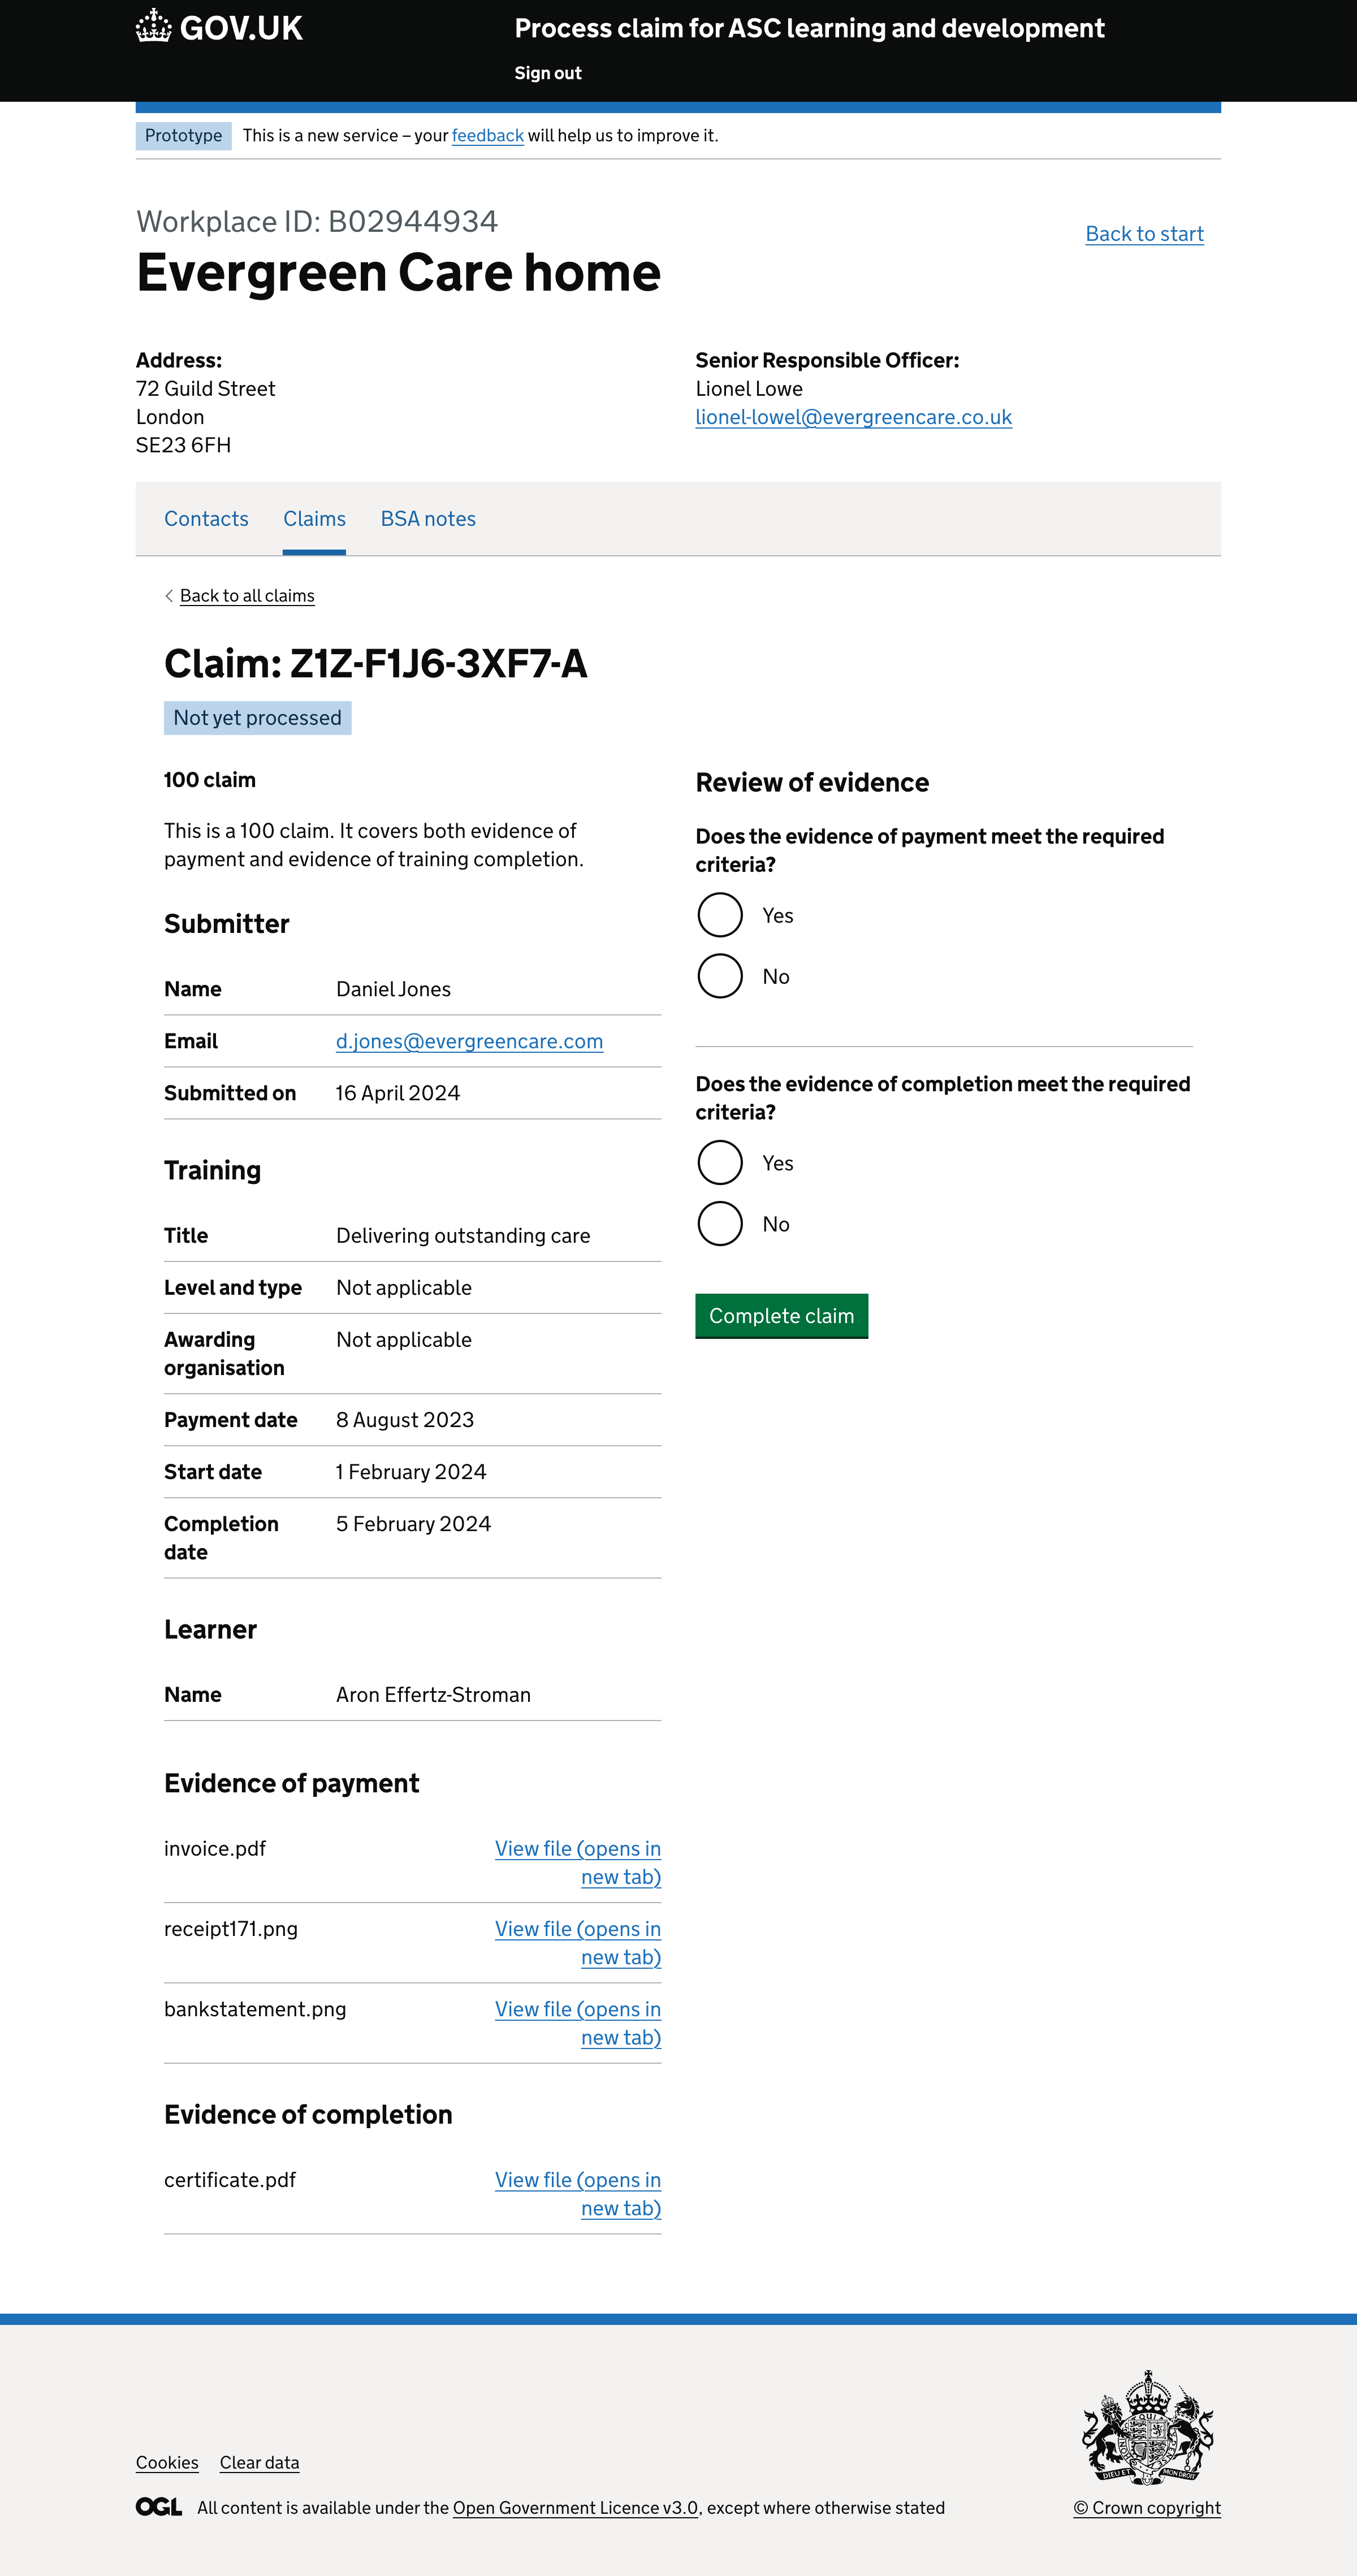 GOV.UK
Process claim for ASC learning and development
Sign out
Prototype
This is a new service – your feedback will help us to improve it.
Workplace ID: B02944934
Evergreen Care home
Back to start
Address:
72 Guild Street
London
SE23 6FH
Senior Responsible Officer:
Lionel Lowe
lionel-lowel@evergreencare.co.uk
Contacts
Claims
BSA notes
Back to all claims
Claim: Z1Z-F1J6-3XF7-A
Not yet processed
100 claim
This is a 100 claim. It covers both evidence of
payment and evidence of training completion.
Submitter
Name Daniel Jones
Email d.jones@evergreencare.com
Submitted on 16 April 2024
Training
Title Delivering outstanding care
Level and type Not applicable
Awarding Not applicable
organisation
Payment date 8 August 2023
Start date 1 February 2024
Completion 5 February 2024
date
Learner
Name Aron Effertz-Stroman
Evidence of payment
invoice.pdf View file (opens in
new tab)
receipt171.png View file (opens in
new tab)
bankstatement.png View file (opens in
new tab)
Evidence of completion
certificate.pdf View file (opens in
new tab)
Review of evidence
Does the evidence of payment meet the required
criteria?
Yes
No
Does the evidence of completion meet the required
criteria?
Yes
No
Complete claim
Cookies
Clear data
OGL
All content is available under the Open Government Licence v3.0, except where otherwise stated
DIEU ET MON DROIT
© Crown copyright